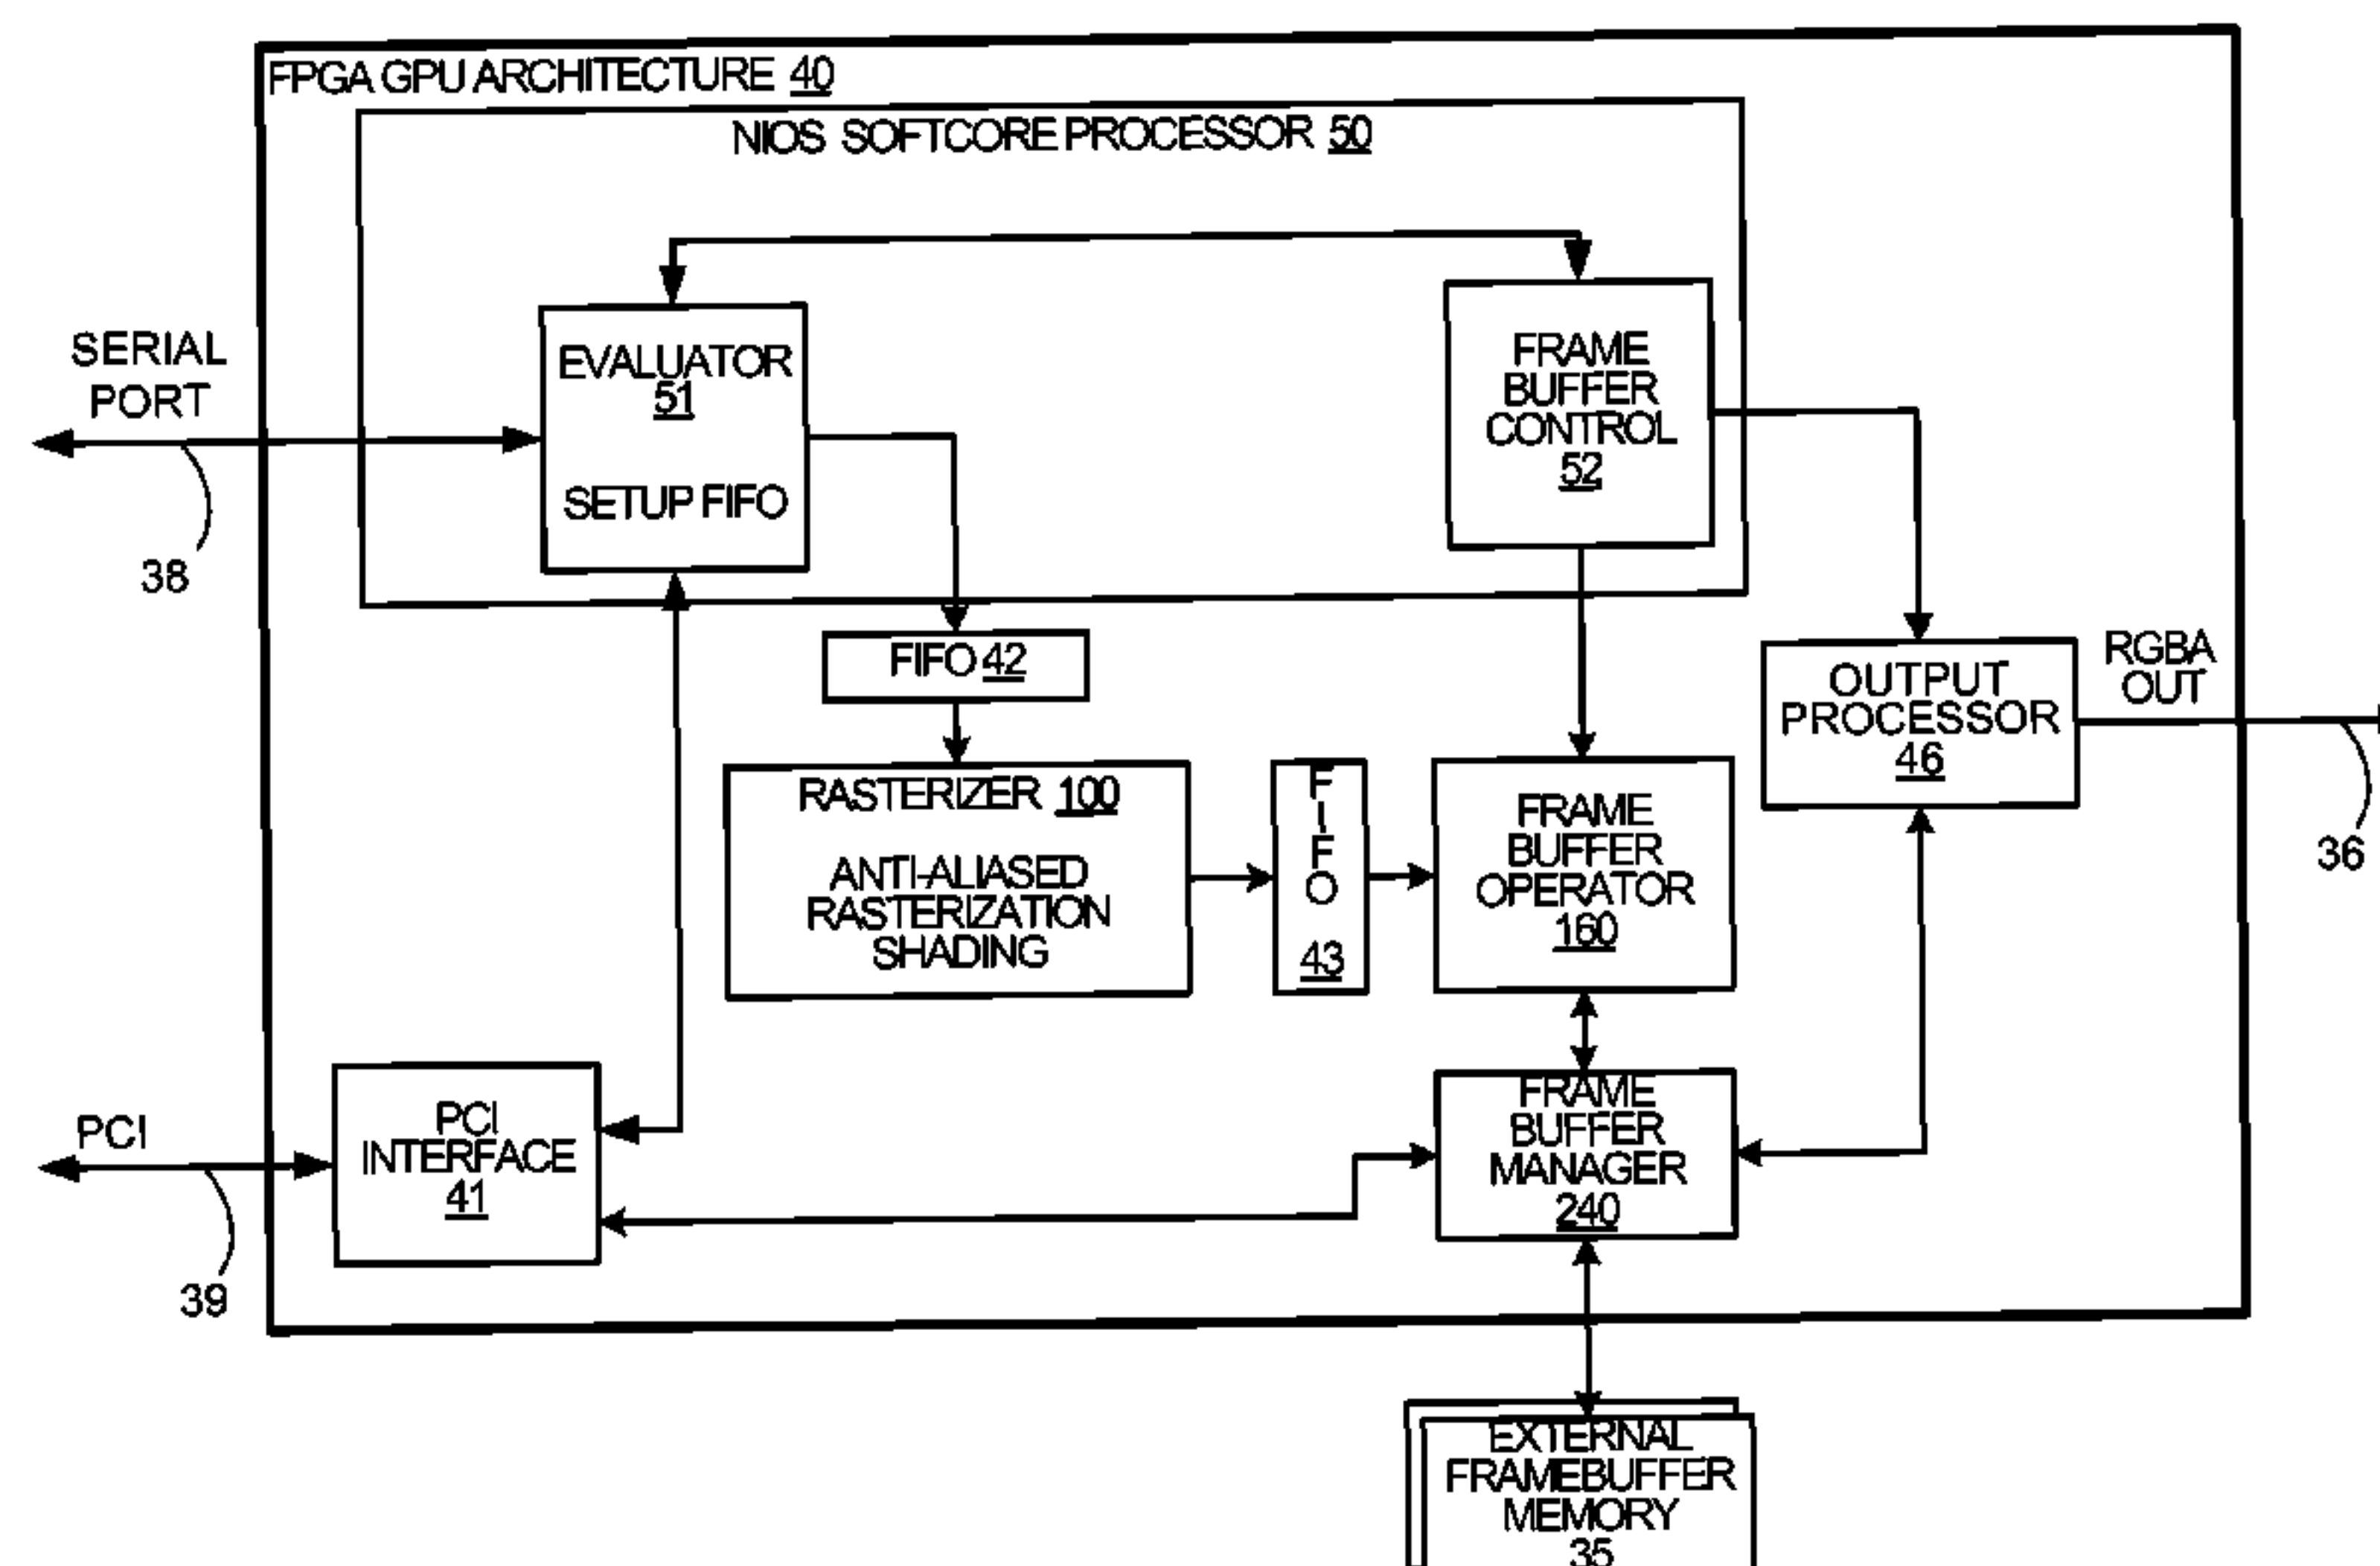 FPGA GPU ARCHITECTURE 40
NIOS SOFTCORE PROCESSOR 50
SERIAL
PORT
38
EVALUATOR
51
SETUP FIFO
FRAME
BUFFER
CONTROL
52
FIFO 42
RASTERIZER 100
ANTI-ALIASED
RASTERIZATION
SHADING
FIFO
43
FRAME
BUFFER
OPERATOR
160
OUTPUT
PROCESSOR
46
RGBA
OUT
36
PCI
39
PCI
INTERFACE
41
FRAME
BUFFER
MANAGER
240
EXTERNAL
FRAMEBUFFER
MEMORY
35